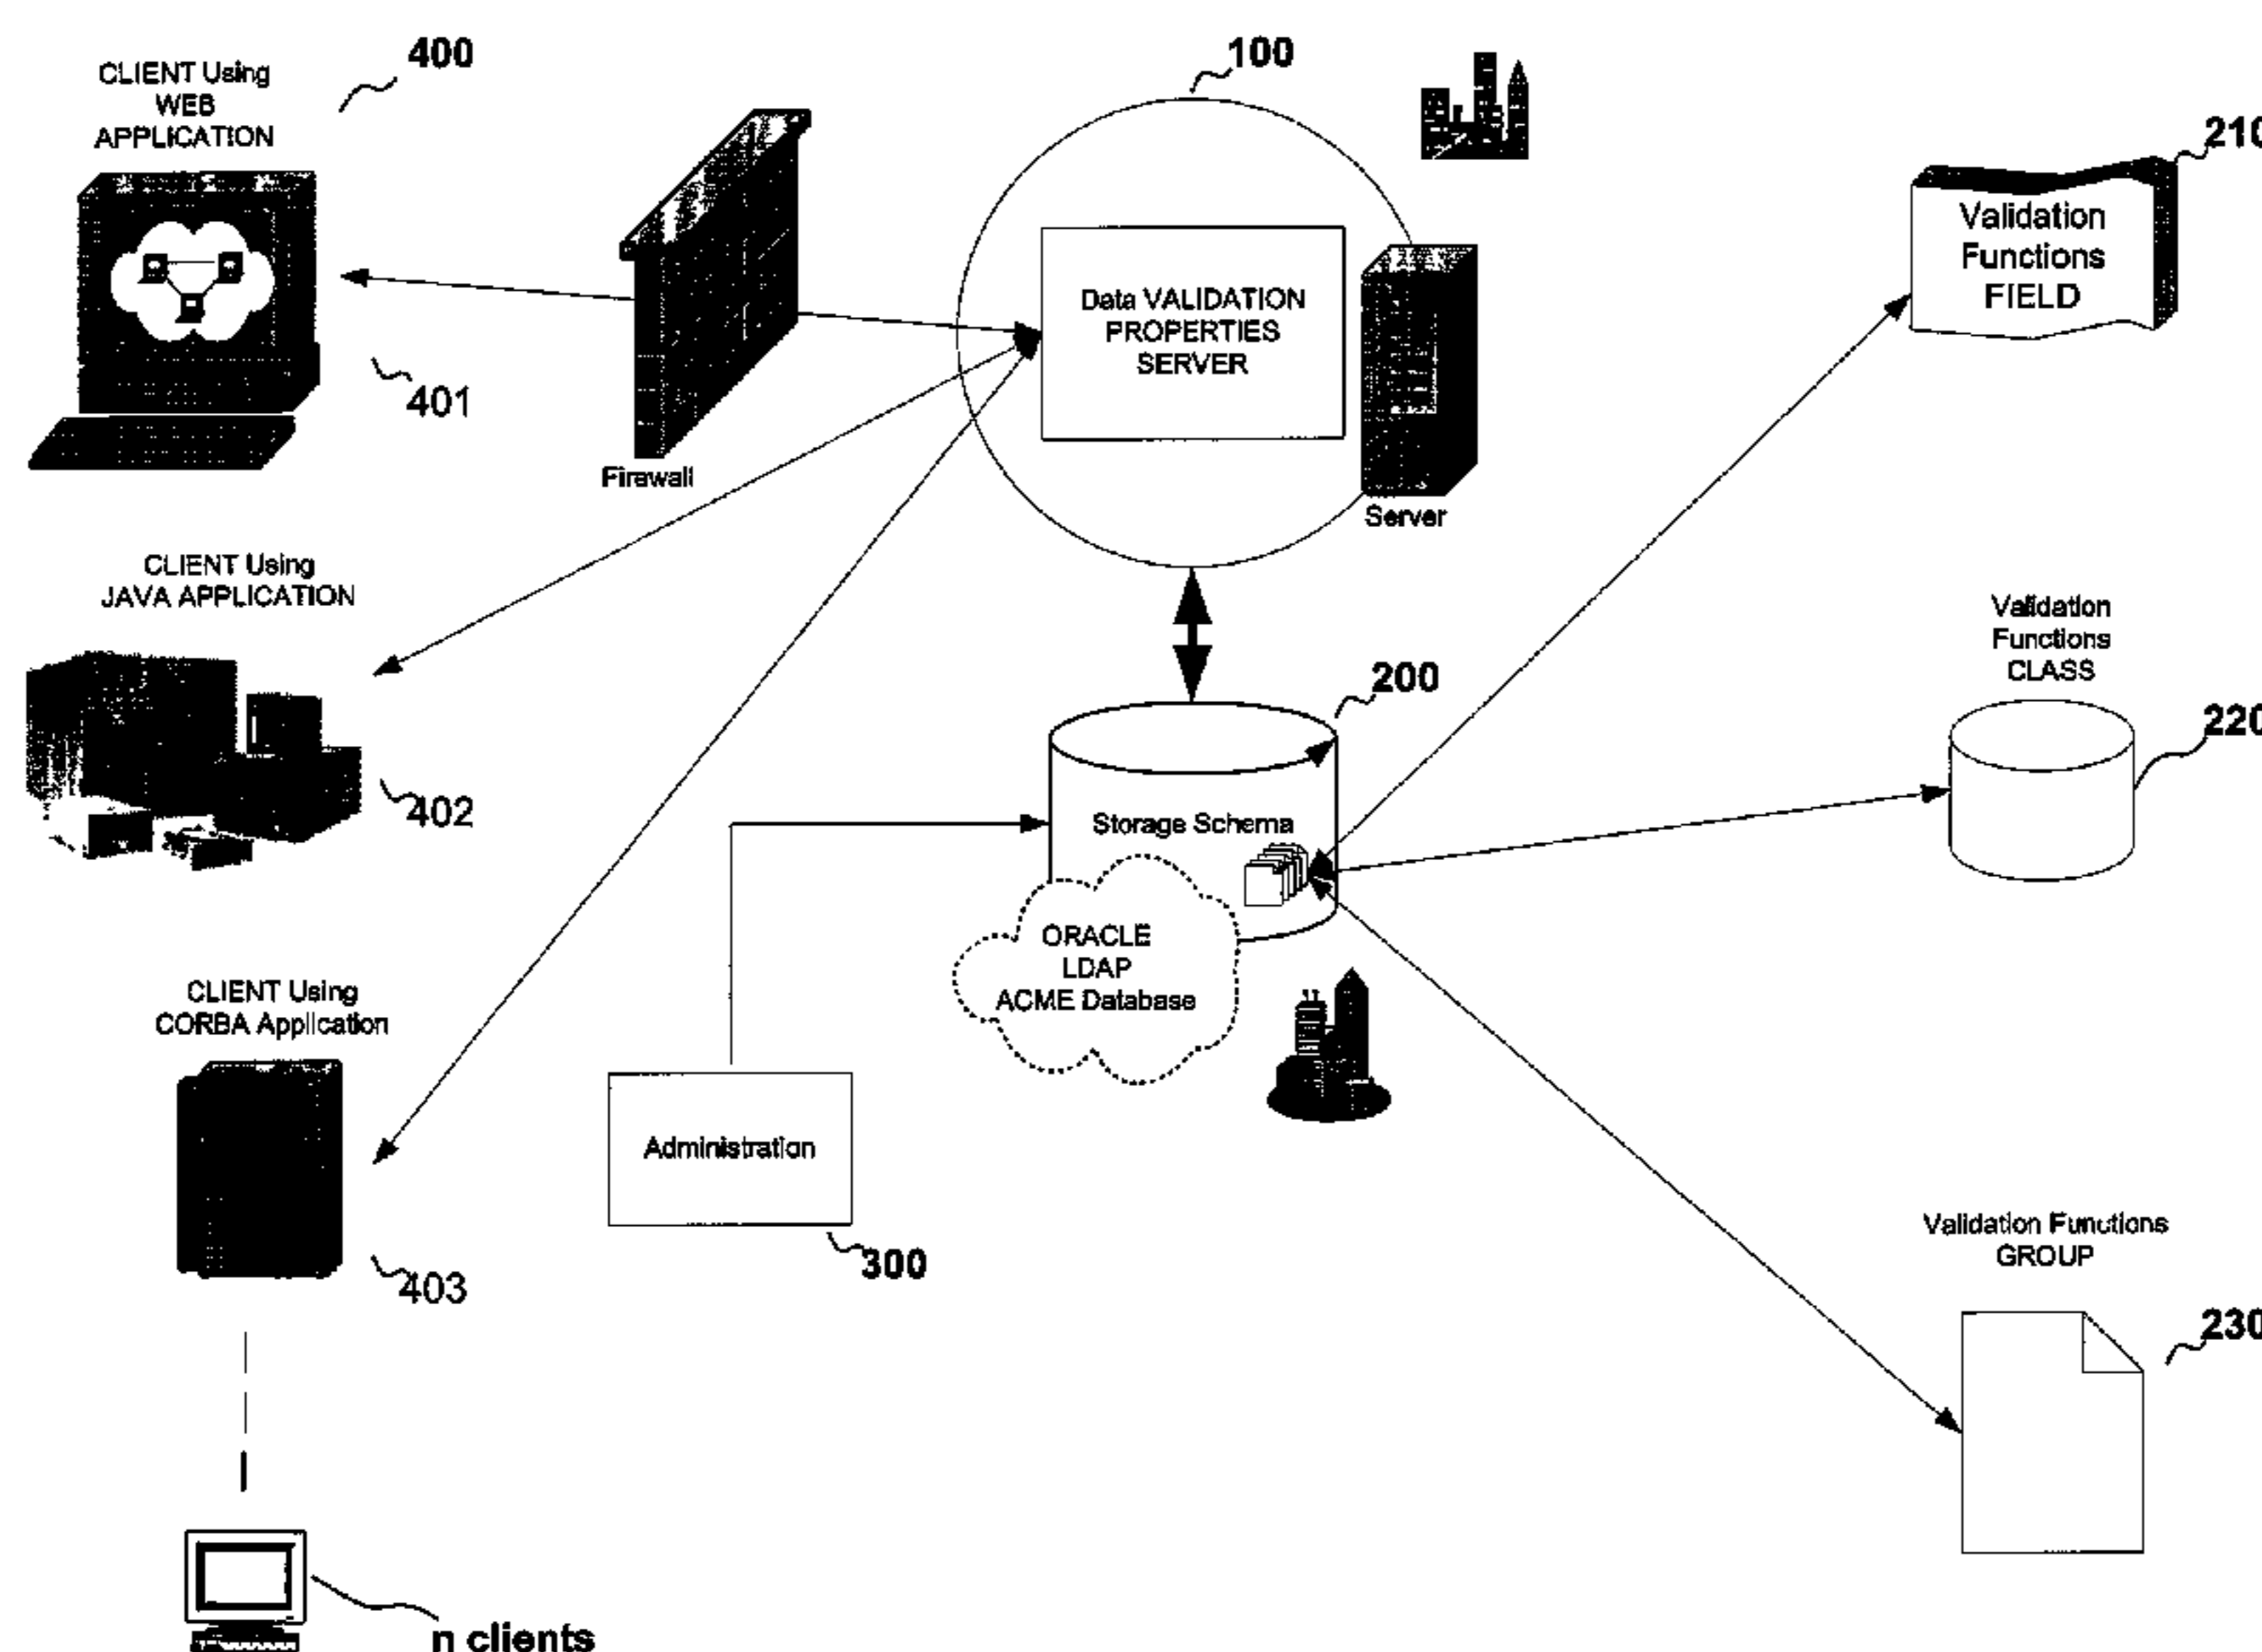 400
CLIENT Using
WEB
APPLICATION
401
Firewall
100
Data VALIDATION
PROPERTIES
SERVER
Server
210
Validation
Functions
FIELD
CLIENT Using
JAVA APPLICATION
402
200
Storage Schema
ORACLE
LDAP
ACME Database
Validation
Functions
CLASS
220
CLIENT Using
CORBA Application
403
Administration
300
Validation Functions
GROUP
230
n clients